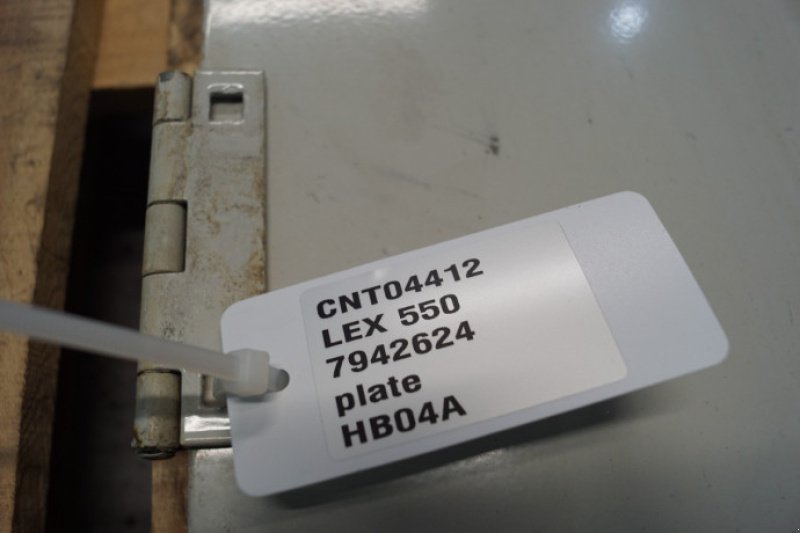 CNT04412
LEX 550
7942624
plate
HB04A